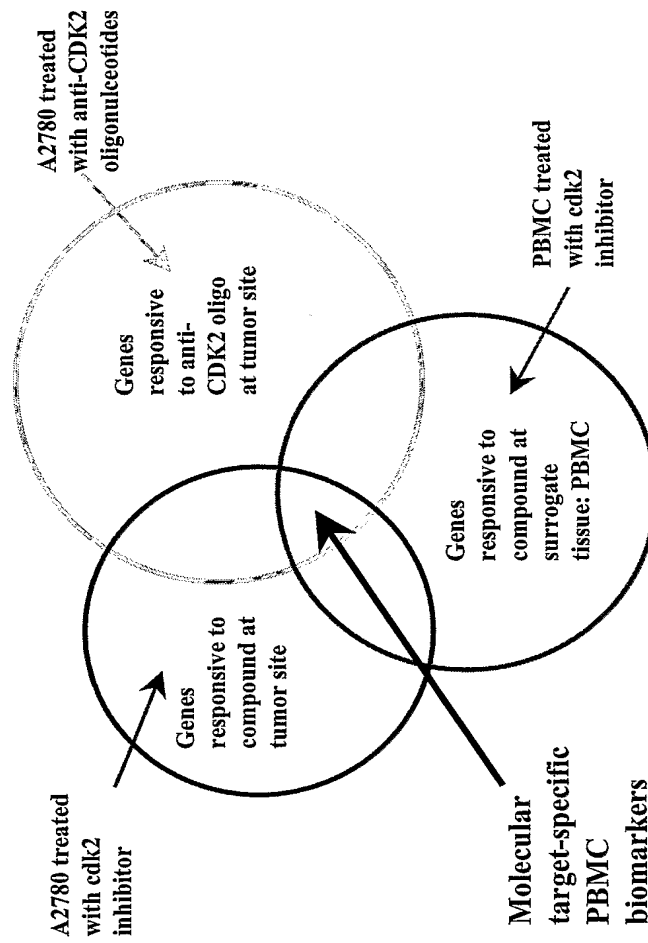 A2780 treated
with cdk2
inhibitor
A2780 treated
with anti-CDK2
oligonulceotides
Genes
responsive to
compound at
tumor site
Genes
responsive
to anti-
CDK2 oligo
at tumor site
Genes
responsive to
compound at
surrogate
tissue: PBMC
PBMC treated
with cdk2
inhibitor
Molecular
target-specific
PBMC
biomarkers